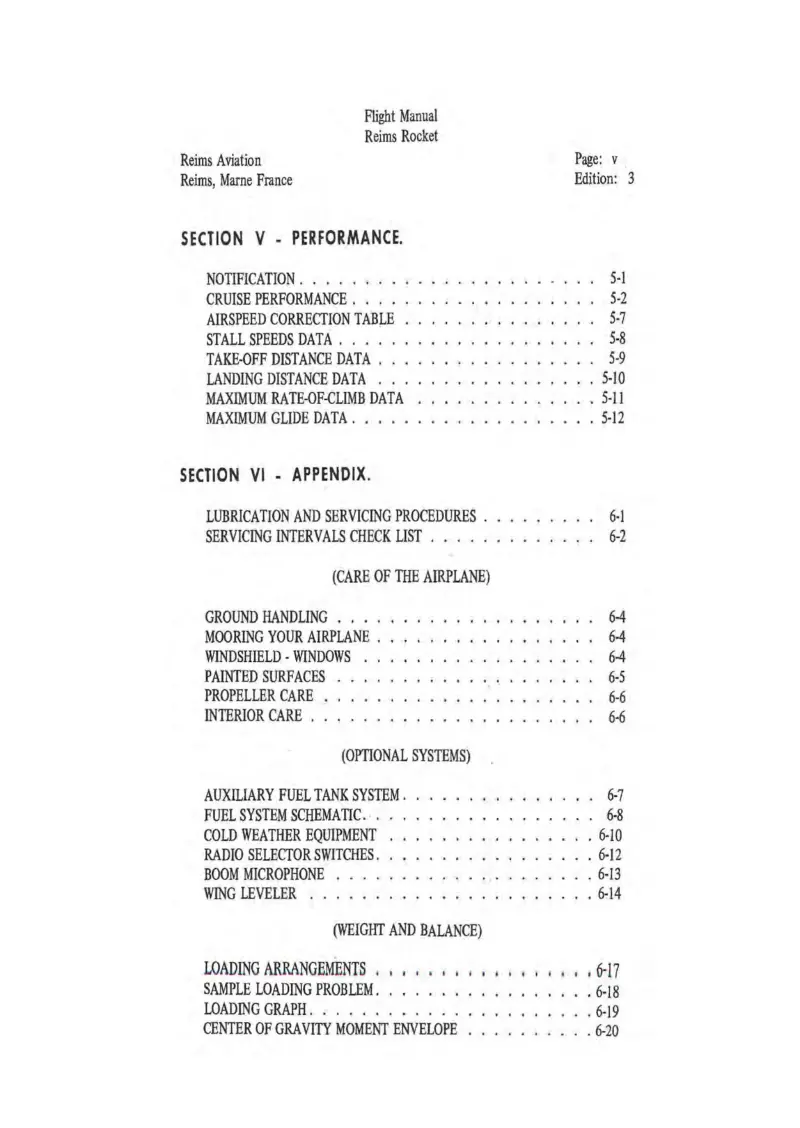 Flight Manual
Reims Rocket
Reims Aviation Page: v
Reims, Marne France Edition: 3
SECTION V - PERFORMANCE.
NOTIFICATION . . . . . . . . . . . . . . . . . . . . . . . 5-1
CRUISE PERFORMANCE . . . . . . . . . . . . . . . . . . . 5-2
AIRSPEED CORRECTION TABLE . . . . . . . . . . . . . . . 5-7
STALL SPEEDS DATA . . . . . . . . . . . . . . . . . . . . 5-8
TAKE-OFF DISTANCE DATA . . . . . . . . . . . . . . . . . 5-9
LANDING DISTANCE DATA . . . . . . . . . . . . . . . . . 5-10
MAXIMUM RATE-OF-CLIMB DATA . . . . . . . . . . . . . . 5-11
MAXIMUM GLIDE DATA . . . . . . . . . . . . . . . . . . . 5-12
SECTION VI - APPENDIX.
LUBRICATION AND SERVICING PROCEDURES . . . . . . . . . 6-1
SERVICING INTERVALS CHECK LIST . . . . . . . . . . . . . 6-2
(CARE OF THE AIRPLANE)
GROUND HANDLING . . . . . . . . . . . . . . . . . . . . 6-4
MOORING YOUR AIRPLANE . . . . . . . . . . . . . . . . . 6-4
WINDSHIELD - WINDOWS . . . . . . . . . . . . . . . . . . 6-4
PAINTED SURFACES . . . . . . . . . . . . . . . . . . . . 6-5
PROPELLER CARE . . . . . . . . . . . . . . . . . . . . . 6-6
INTERIOR CARE . . . . . . . . . . . . . . . . . . . . . . 6-6
(OPTIONAL SYSTEMS)
AUXILIARY FUEL TANK SYSTEM . . . . . . . . . . . . . . . 6-7
FUEL SYSTEM SCHEMATIC. . . . . . . . . . . . . . . . . . 6-8
COLD WEATHER EQUIPMENT . . . . . . . . . . . . . . . . 6-10
RADIO SELECTOR SWITCHES . . . . . . . . . . . . . . . . . 6-12
BOOM MICROPHONE . . . . . . . . . . . . . . . . . . . . 6-13
WING LEVELER . . . . . . . . . . . . . . . . . . . . . . 6-14
(WEIGHT AND BALANCE)
LOADING ARRANGEMENTS . . . . . . . . . . . . . . . . . 6-17
SAMPLE LOADING PROBLEM . . . . . . . . . . . . . . . . . 6-18
LOADING GRAPH . . . . . . . . . . . . . . . . . . . . . . 6-19
CENTER OF GRAVITY MOMENT ENVELOPE . . . . . . . . . . 6-20